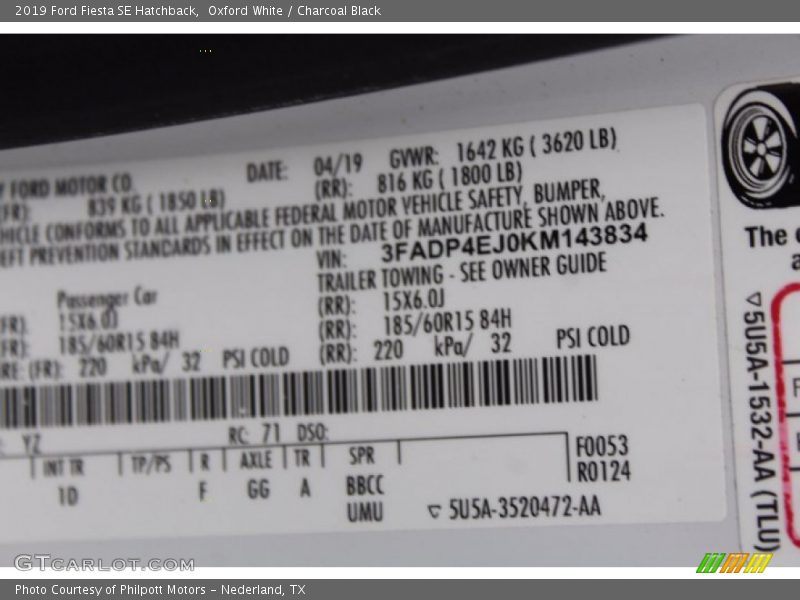 2019 Ford Fiesta SE Hatchback, Oxford White / Charcoal Black
DATE: 04/19 GVWR: 1642 KG ( 3620 LB)
FORD MOTOR CO.
(FR): 839 KG ( 1850 LB) (RR): 816 KG ( 1800 LB)
CONFORMS TO ALL APPLICABLE FEDERAL MOTOR VEHICLE SAFETY, BUMPER,
PREVENTION STANDARDS IN EFFECT ON THE DATE OF MANUFACTURE SHOWN ABOVE.
VIN: 3FADP4EJ0KM143834
Passenger Car TRAILER TOWING - SEE OWNER GUIDE
15X6.0J (RR): 15X6.0J
185/60R15 84H (RR): 185/60R15 84H
(FR): 220 kPa/ 32 PSI COLD (RR): 220 kPa/ 32 PSI COLD
YZ RC: 71 DSO:
INT TR TP/PS R AXLE TR SPR F0053
1D F GG A BBCC R0124
UMU 5U5A-3520472-AA
The
5U5A-1532-AA (TLU)
GTCARLOT.COM
Photo Courtesy of Philpott Motors - Nederland, TX